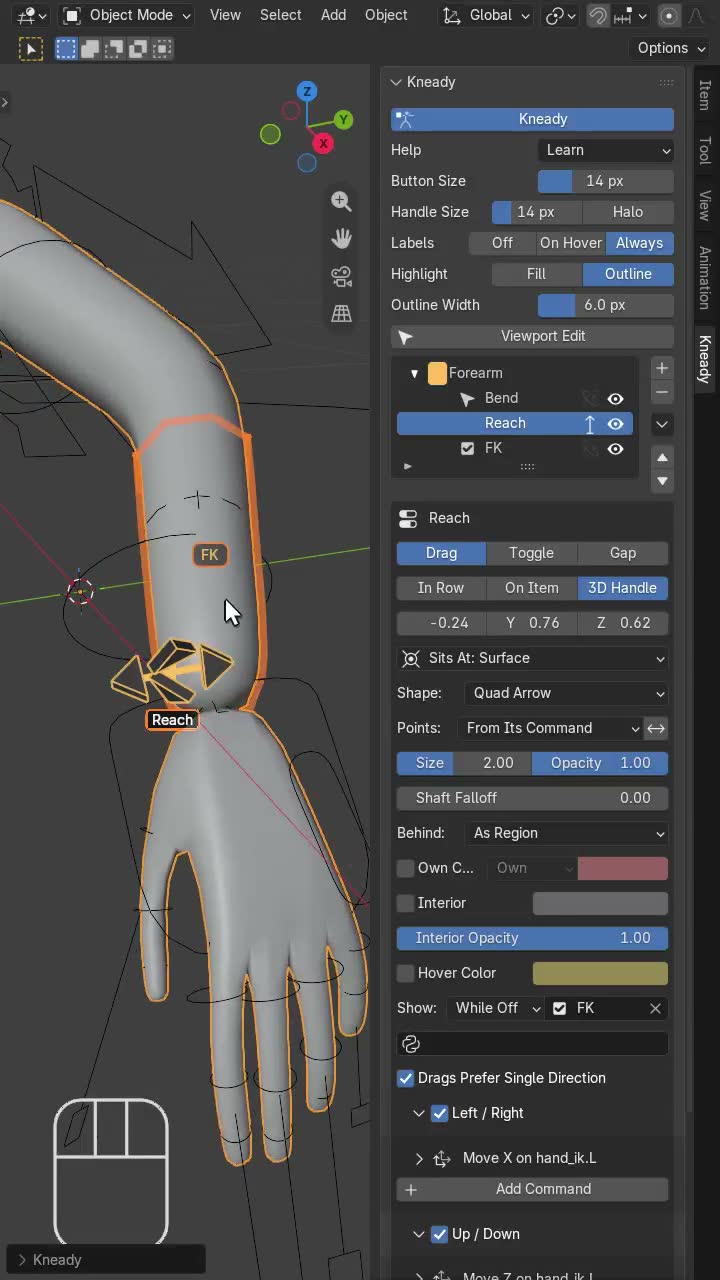 Object Mode View Select Add Object Global
Options
Z
Y
X
Kneady
Item
Tool
View
Animation
Kneady
Kneady
Help Learn
Button Size 14 px
Handle Size 14 px Halo
Labels Off On Hover Always
Highlight Fill Outline
Outline Width 6.0 px
Viewport Edit
Forearm
Bend
Reach
FK
Reach
Drag Toggle Gap
In Row On Item 3D Handle
-0.24 Y 0.76 Z 0.62
Sits At: Surface
Shape: Quad Arrow
Points: From Its Command
Size 2.00 Opacity 1.00
Shaft Falloff 0.00
Behind: As Region
Own C... Own
Interior
Interior Opacity 1.00
Hover Color
Show: While Off FK
Drags Prefer Single Direction
Left / Right
Move X on hand_ik.L
Add Command
Up / Down
Move Z on hand_ik.L
FK
Reach
Kneady